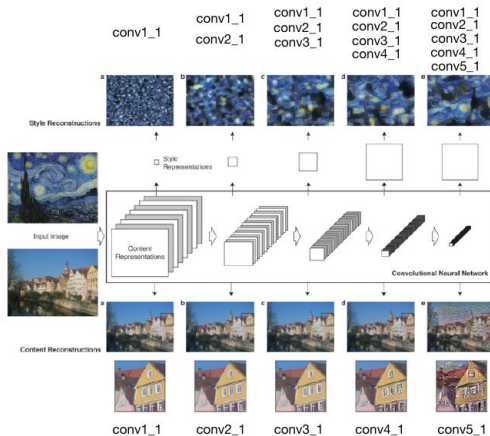 conv1_1
conv1_1
conv2_1
conv1_1
conv2_1
conv3_1
conv1_1
conv2_1
conv3_1
conv4_1
conv1_1
conv2_1
conv3_1
conv4_1
conv5_1
a b c d e
Style Reconstructions
Style
Representations
Input image
Content
Representations
Convolutional Neural Network
a b c d e
Content Reconstructions
conv1_1 conv2_1 conv3_1 conv4_1 conv5_1